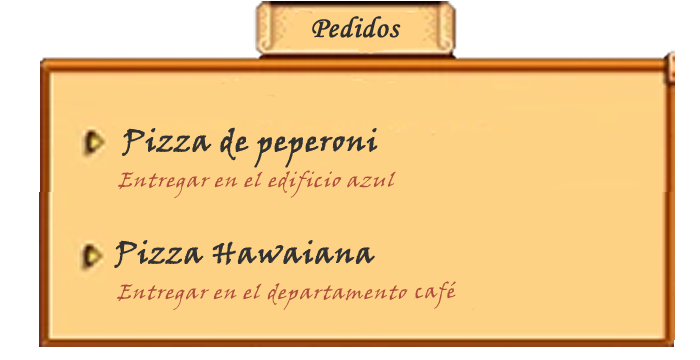 Pedidos
Pizza de peperoni
Entregar en el edificio azul
Pizza Hawaiana
Entregar en el departamento café